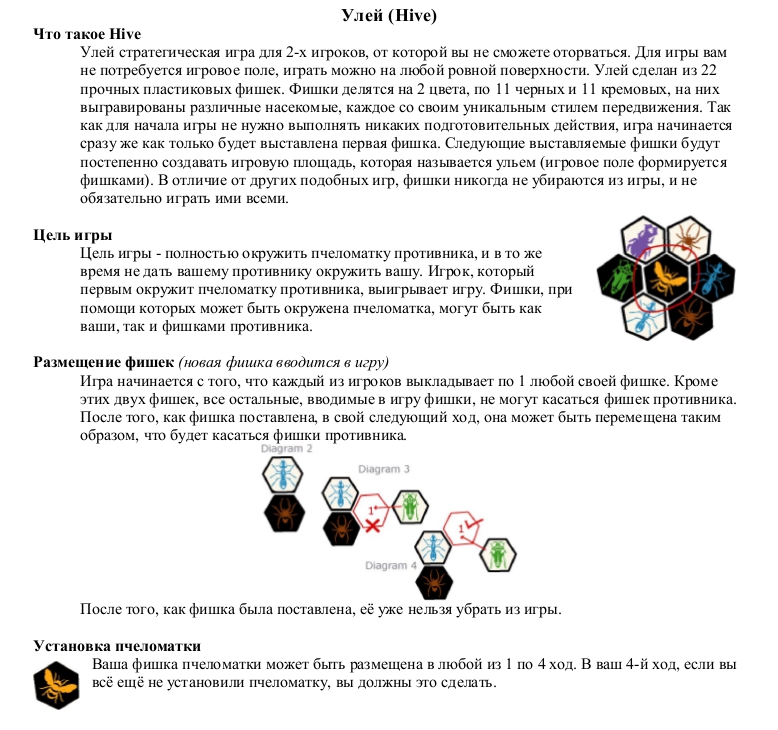 Улей (Hive)
Что такое Hive
Улей стратегическая игра для 2-х игроков, от которой вы не сможете оторваться. Для игры вам
не потребуется игровое поле, играть можно на любой ровной поверхности. Улей сделан из 22
прочных пластиковых фишек. Фишки делятся на 2 цвета, по 11 черных и 11 кремовых, на них
выгравированы различные насекомые, каждое со своим уникальным стилем передвижения. Так
как для начала игры не нужно выполнять никаких подготовительных действия, игра начинается
сразу же как только будет выставлена первая фишка. Следующие выставляемые фишки будут
постепенно создавать игровую площадь, которая называется ульем (игровое поле формируется
фишками). В отличие от других подобных игр, фишки никогда не убираются из игры, и не
обязательно играть ими всеми.
Цель игры
Цель игры - полностью окружить пчеломатку противника, и в то же
время не дать вашему противнику окружить вашу. Игрок, который
первым окружит пчеломатку противника, выигрывает игру. Фишки, при
помощи которых может быть окружена пчеломатка, могут быть как
ваши, так и фишками противника.
Размещение фишек (новая фишка вводится в игру)
Игра начинается с того, что каждый из игроков выкладывает по 1 любой своей фишке. Кроме
этих двух фишек, все остальные, вводимые в игру фишки, не могут касаться фишек противника.
После того, как фишка поставлена, в свой следующий ход, она может быть перемещена таким
образом, что будет касаться фишки противника.
Diagram 2
Diagram 3
1
1
Diagram 4
После того, как фишка была поставлена, её уже нельзя убрать из игры.
Установка пчеломатки
Ваша фишка пчеломатки может быть размещена в любой из 1 по 4 ход. В ваш 4-й ход, если вы
всё ещё не установили пчеломатку, вы должны это сделать.